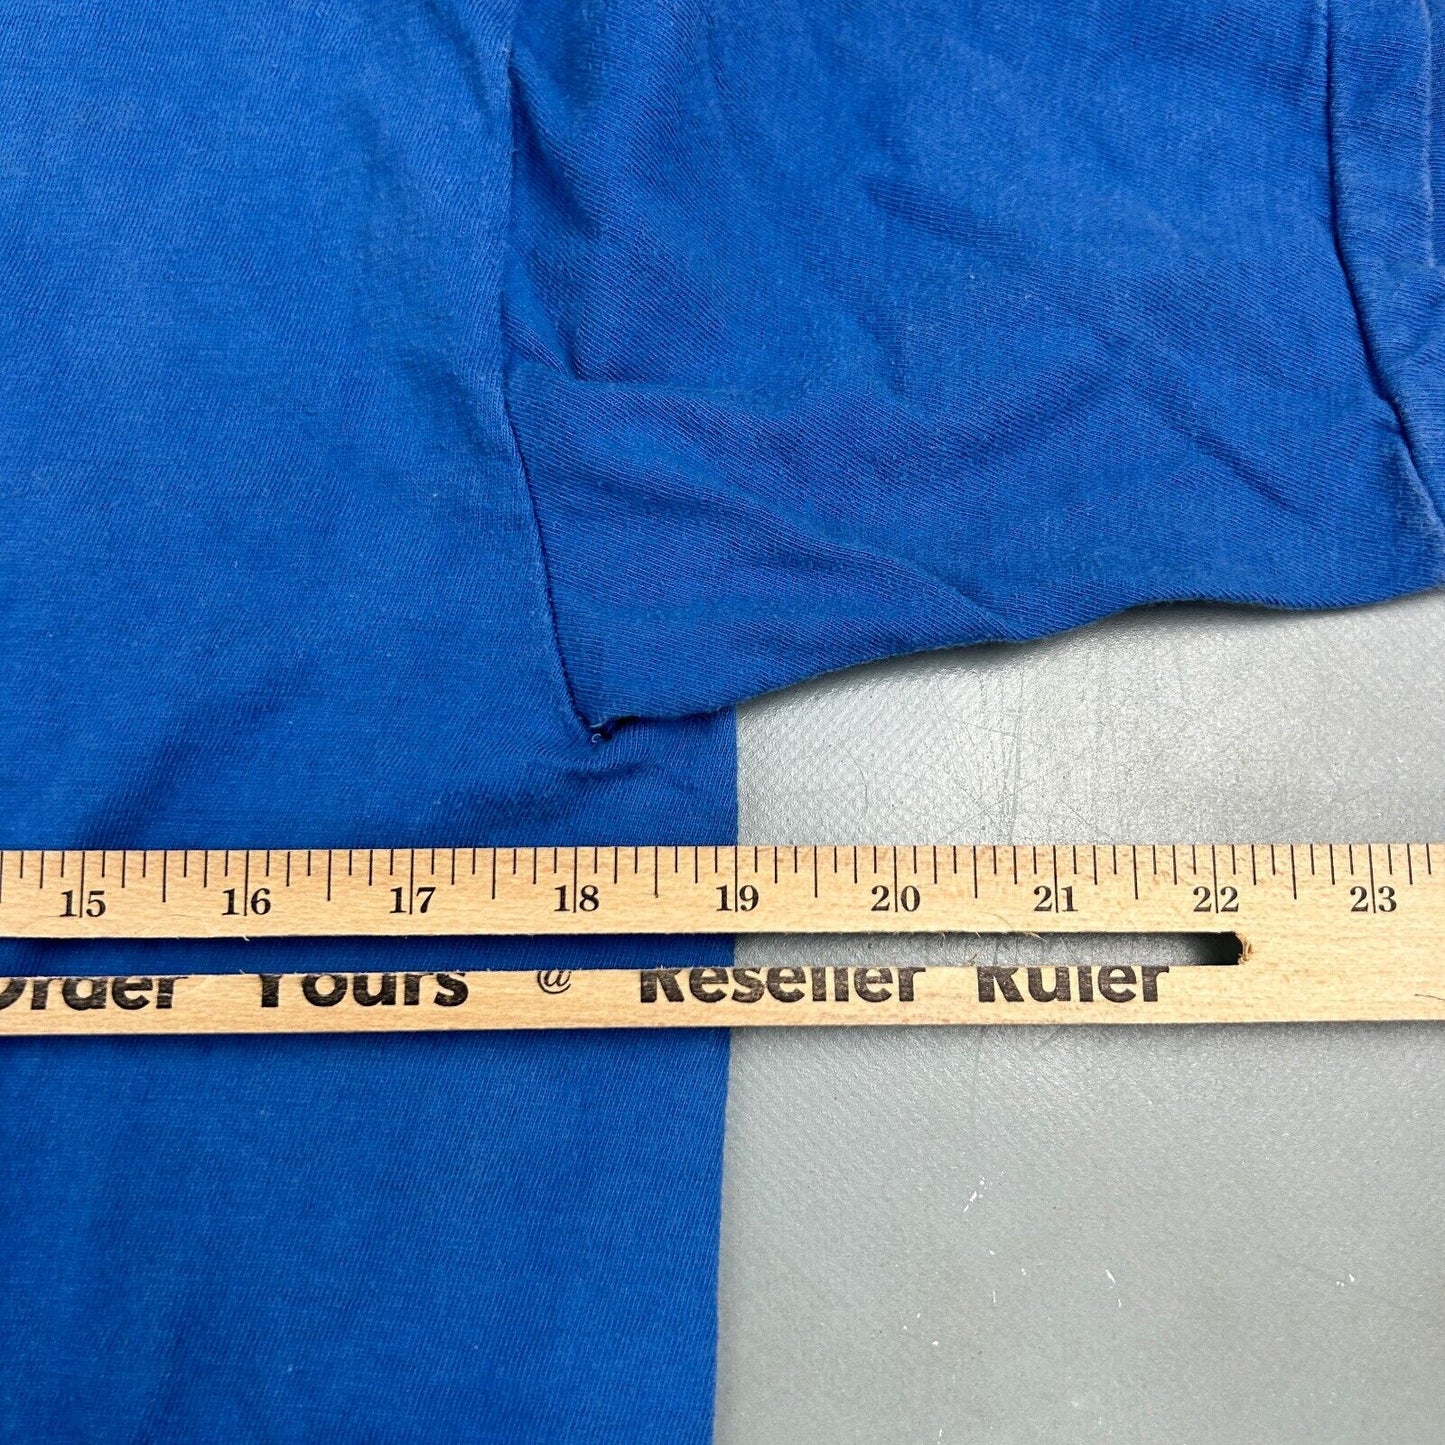 15 16 17 18 19 20 21 22 23
Order Yours @ Reseller Ruler